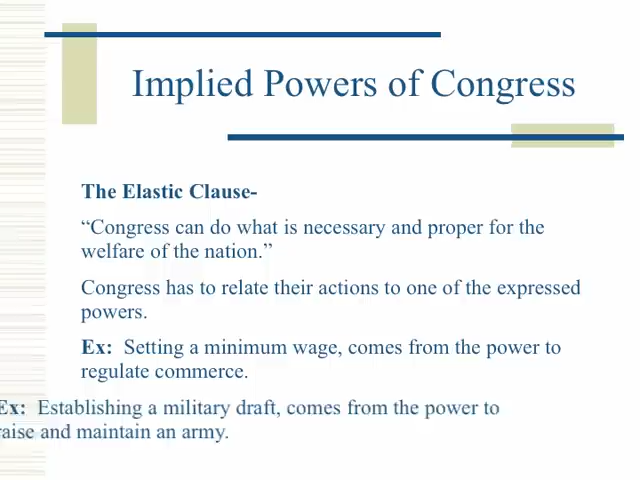 Implied Powers of Congress
The Elastic Clause-
“Congress can do what is necessary and proper for the
welfare of the nation.”
Congress has to relate their actions to one of the expressed
powers.
Ex: Setting a minimum wage, comes from the power to
regulate commerce.
Ex: Establishing a military draft, comes from the power to
raise and maintain an army.